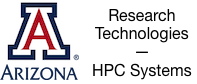 A
ARIZONA
Research
Technologies
—
HPC Systems